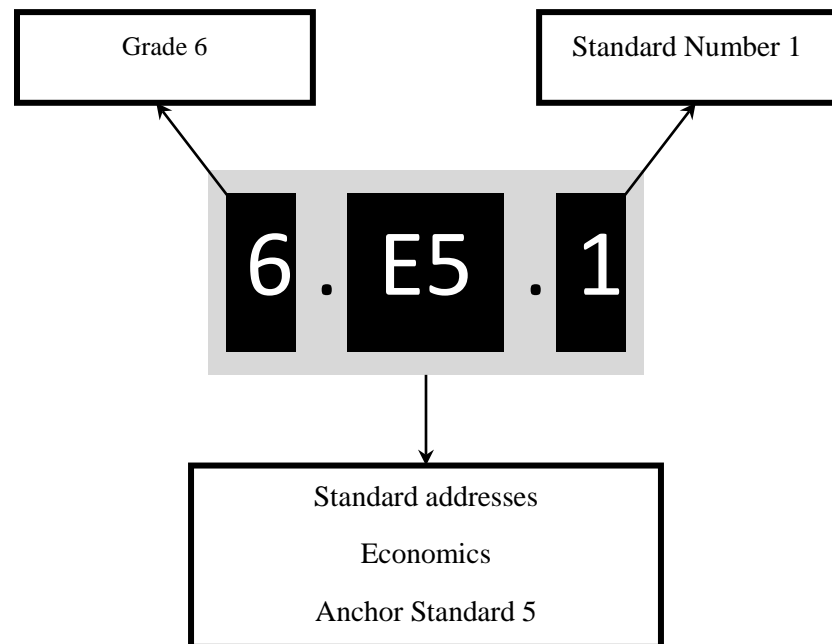 Grade 6
Standard Number 1
6 . E5 . 1
Standard addresses
Economics
Anchor Standard 5